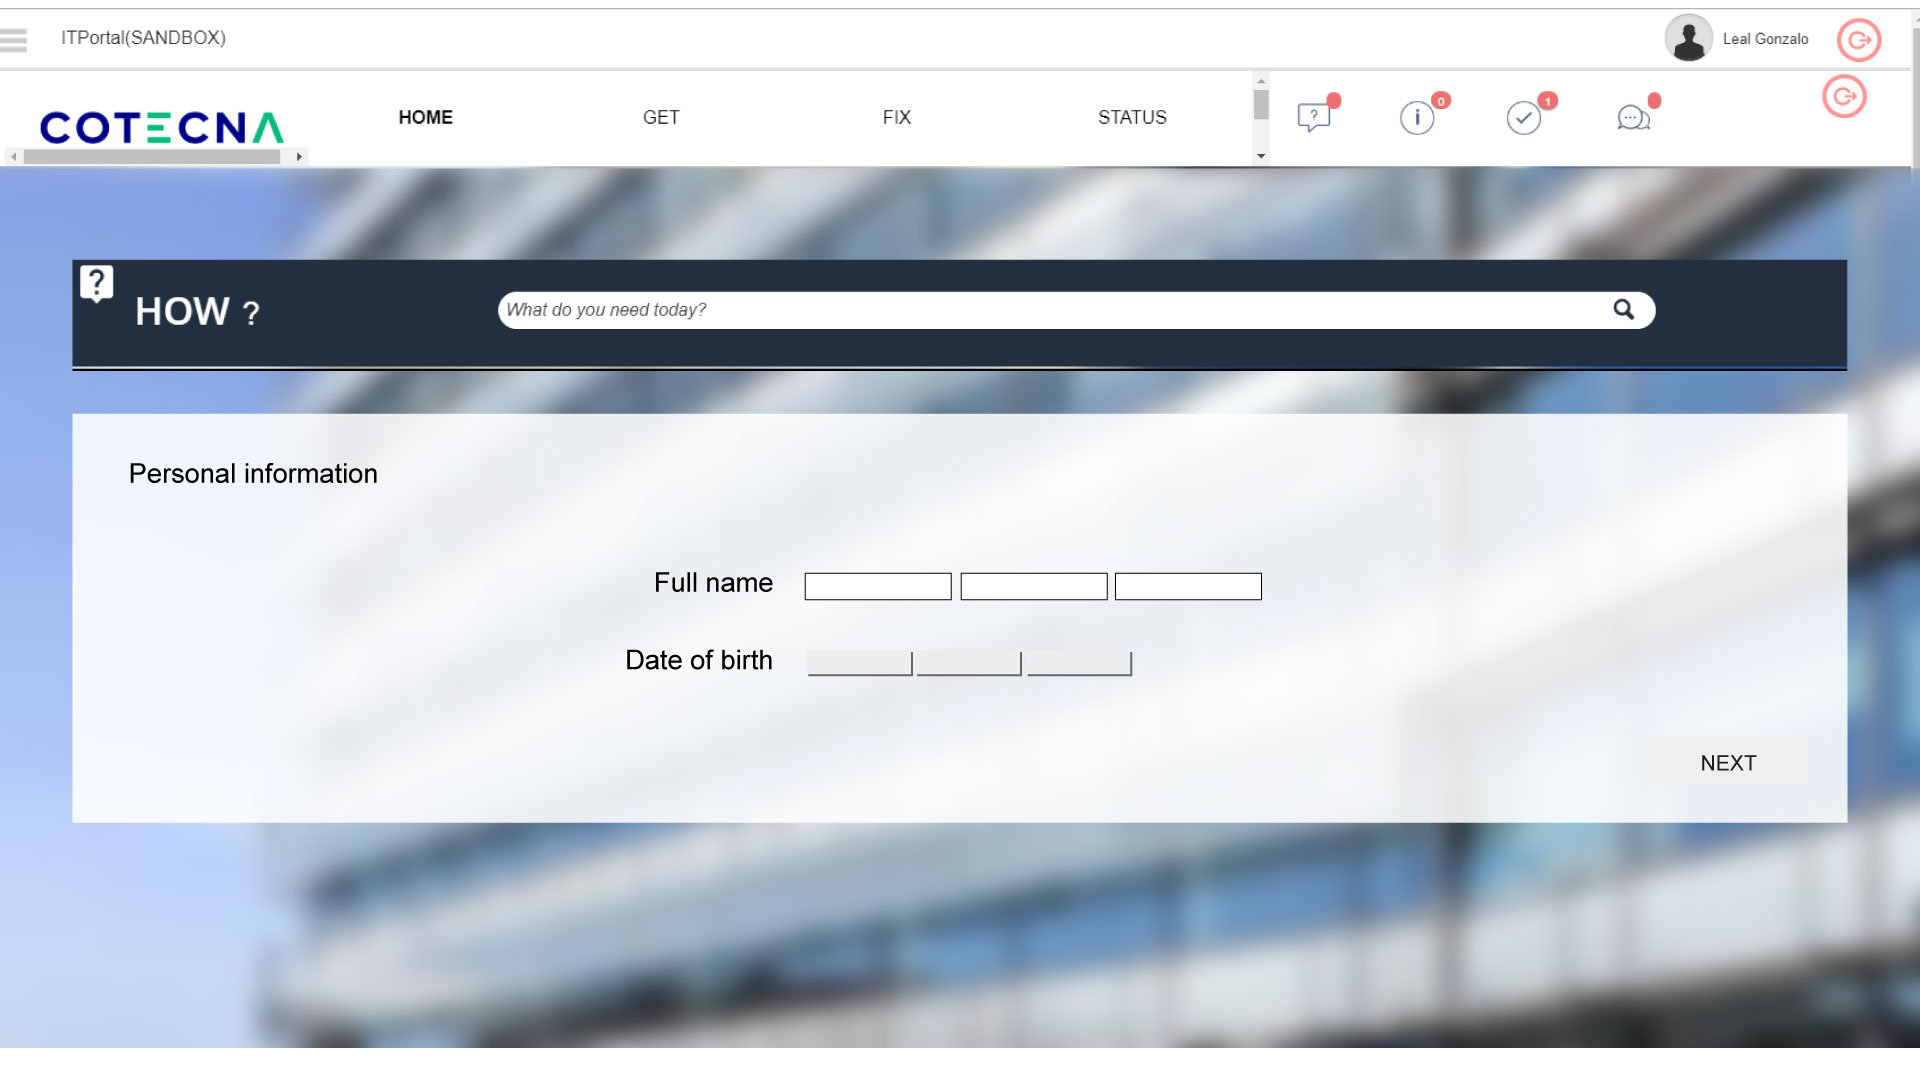 ITPortal(SANDBOX)
Leal Gonzalo
COTECNA
HOME
GET
FIX
STATUS
?
i
0
1
?
HOW ?
What do you need today?
Personal information
Full name
Date of birth
NEXT